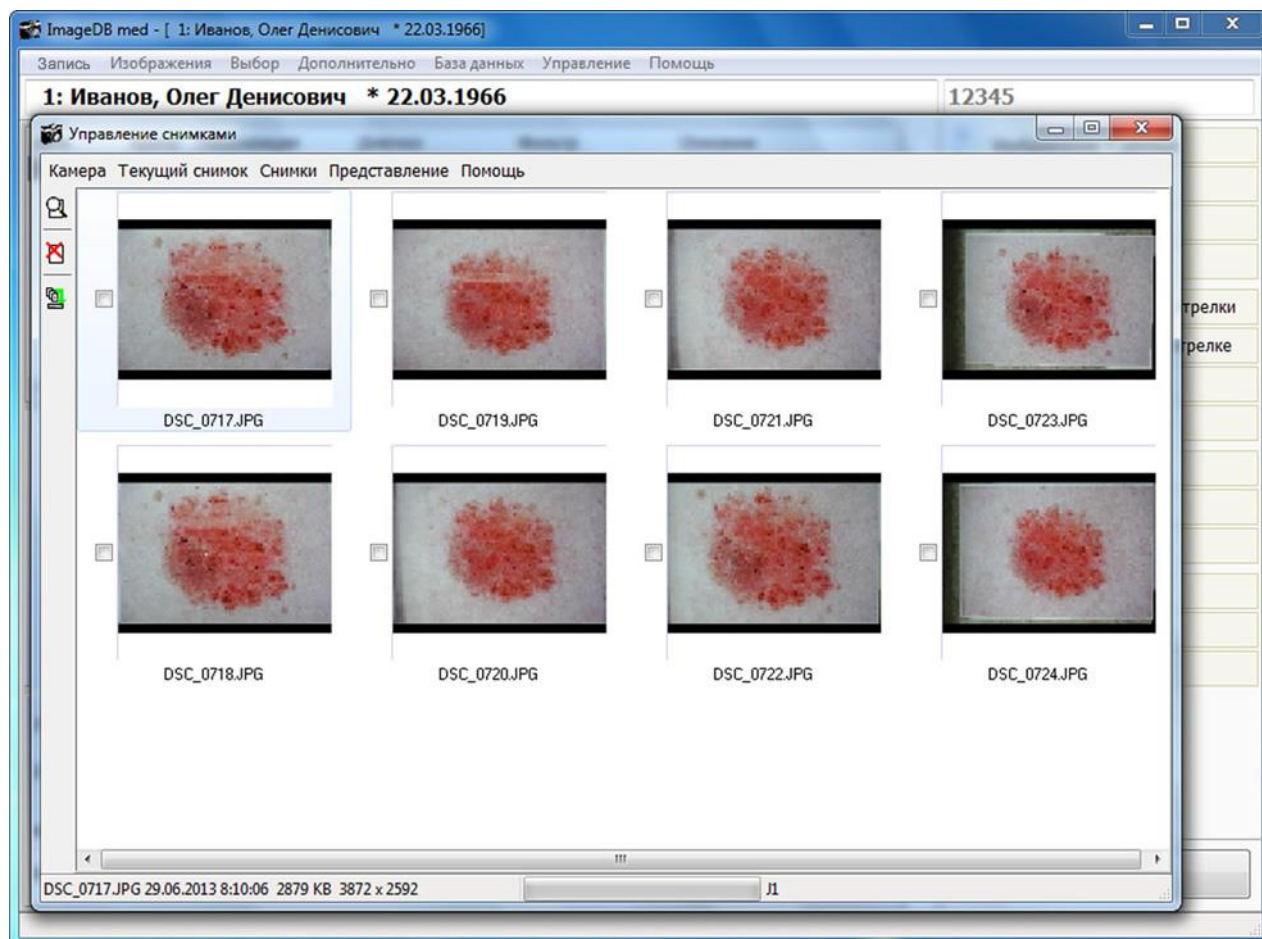 ImageDB med - [ 1: Иванов, Олег Денисович * 22.03.1966]
Запись Изображения Выбор Дополнительно База данных Управление Помощь
1: Иванов, Олег Денисович * 22.03.1966 12345
Управление снимками
Камера Текущий снимок Снимки Представление Помощь
DSC_0717.JPG DSC_0719.JPG DSC_0721.JPG DSC_0723.JPG
трелки
трелке
DSC_0718.JPG DSC_0720.JPG DSC_0722.JPG DSC_0724.JPG
DSC_0717.JPG 29.06.2013 8:10:06 2879 KB 3872 x 2592 J1